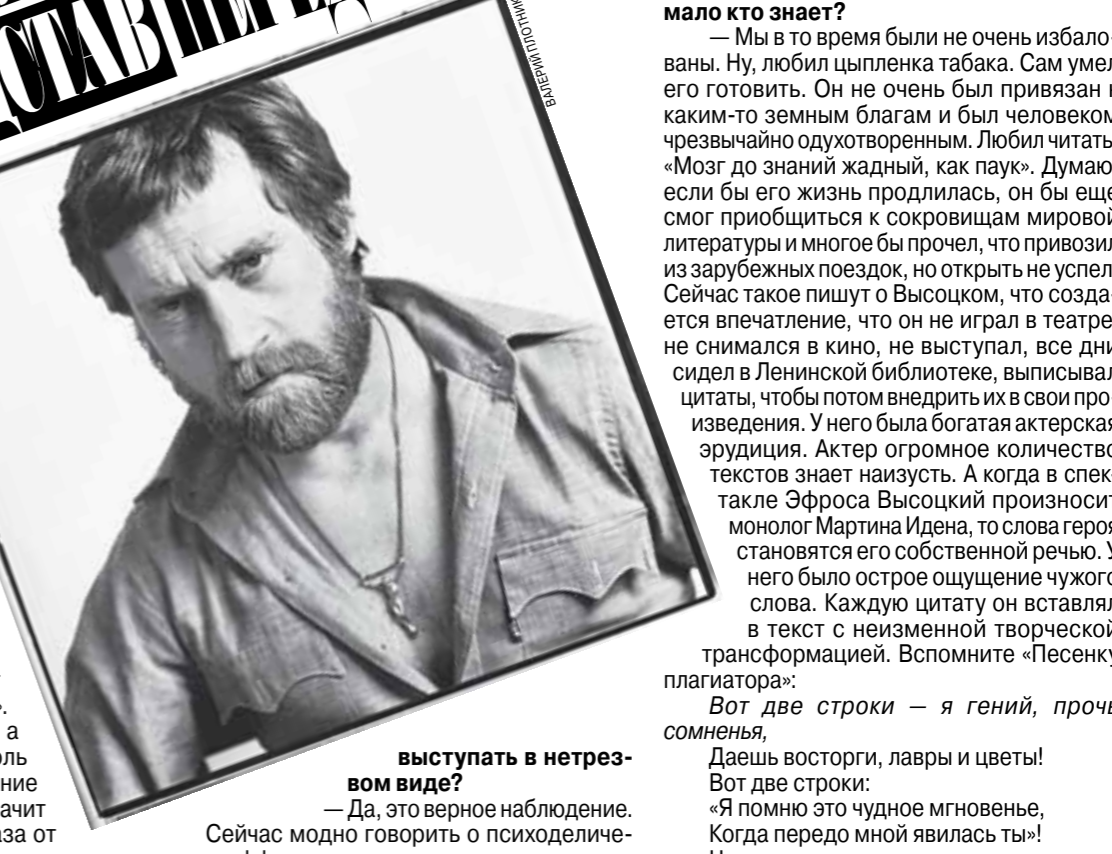 СТАВ ПЕРЕД
ВАЛЕРИЙ ПЛОТНИК
».
а
оль
ние
ачит
аза от
выступать в нетрез-
вом виде?
— Да, это верное наблюдение.
Сейчас модно говорить о психоделиче-
мало кто знает?
— Мы в то время были не очень избало-
ваны. Ну, любил цыпленка табака. Сам умел
его готовить. Он не очень был привязан к
каким-то земным благам и был человеком
чрезвычайно одухотворенным. Любил читать.
«Мозг до знаний жадный, как паук». Думаю,
если бы его жизнь продлилась, он бы еще
смог приобщиться к сокровищам мировой
литературы и многое бы прочел, что привозил
из зарубежных поездок, но открыть не успел.
Сейчас такое пишут о Высоцком, что созда-
ется впечатление, что он не играл в театре,
не снимался в кино, не выступал, все дни
сидел в Ленинской библиотеке, выписывал
цитаты, чтобы потом внедрить их в свои про-
изведения. У него была богатая актерская
эрудиция. Актер огромное количество
текстов знает наизусть. А когда в спек-
такле Эфроса Высоцкий произносит
монолог Мартина Идена, то слова героя
становятся его собственной речью. У
него было острое ощущение чужого
слова. Каждую цитату он вставлял
в текст с неизменной творческой
трансформацией. Вспомните «Песенку
плагиатора»:
Вот две строки — я гений, прочь
сомненья,
Даешь восторги, лавры и цветы!
Вот две строки:
«Я помню это чудное мгновенье,
Когда передо мной явилась ты»!